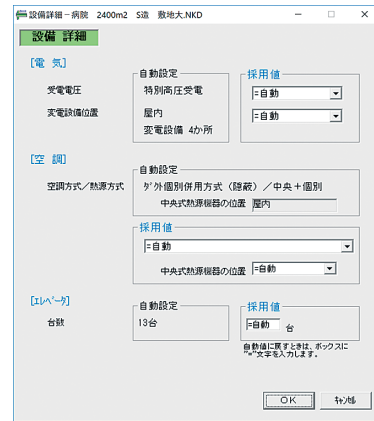 設備詳細－病院 2400m2 S造 敷地大.NKD
設備 詳細
[電 気]
自動設定
採用値
受電電圧
特別高圧受電
=自動
変電設備位置
屋内
=自動
変電設備 4か所
[空 調]
自動設定
空調方式／熱源方式
ﾀﾞｸﾄ個別併用方式（隠蔽）／中央＋個別
中央式熱源機器の位置 屋内
採用値
=自動
中央式熱源機器の位置 =自動
[ｴﾚﾍﾞｰﾀ]
自動設定
採用値
台数
13台
=自動 台
自動値に戻すときは、ボックスに
"="文字を入力します。
OK
ｷｬﾝｾﾙ